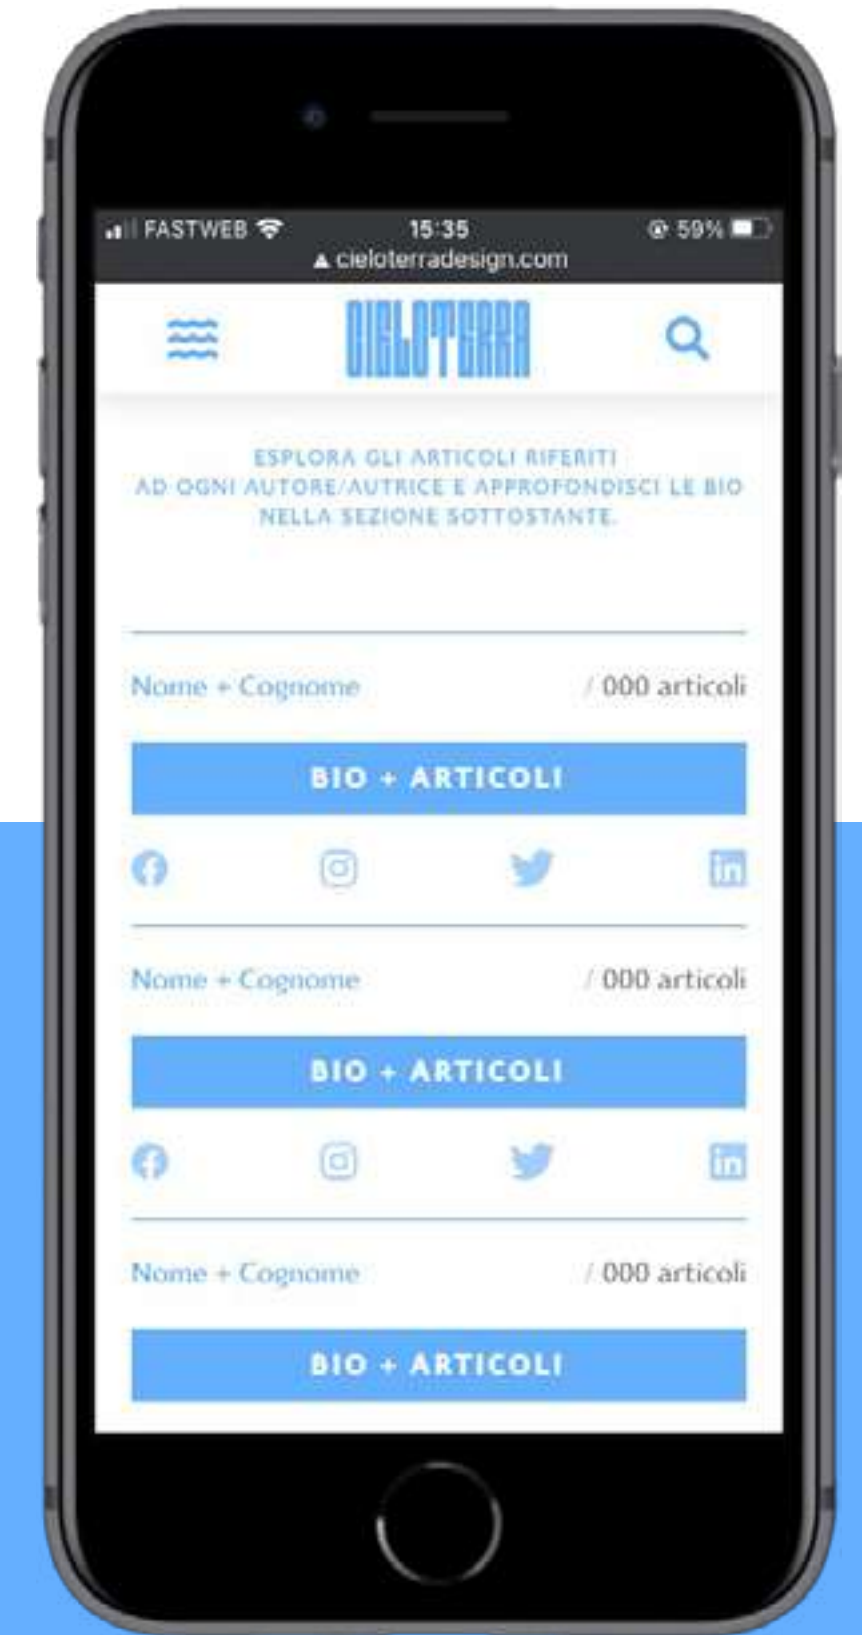 FASTWEB 15:35 59%
cieloterradesign.com
CIELOTERRA
ESPLORA GLI ARTICOLI RIFERITI
AD OGNI AUTORE/AUTRICE E APPROFONDISCI LE BIO
NELLA SEZIONE SOTTOSTANTE.
Nome + Cognome / 000 articoli
BIO + ARTICOLI
Nome + Cognome / 000 articoli
BIO + ARTICOLI
Nome + Cognome / 000 articoli
BIO + ARTICOLI